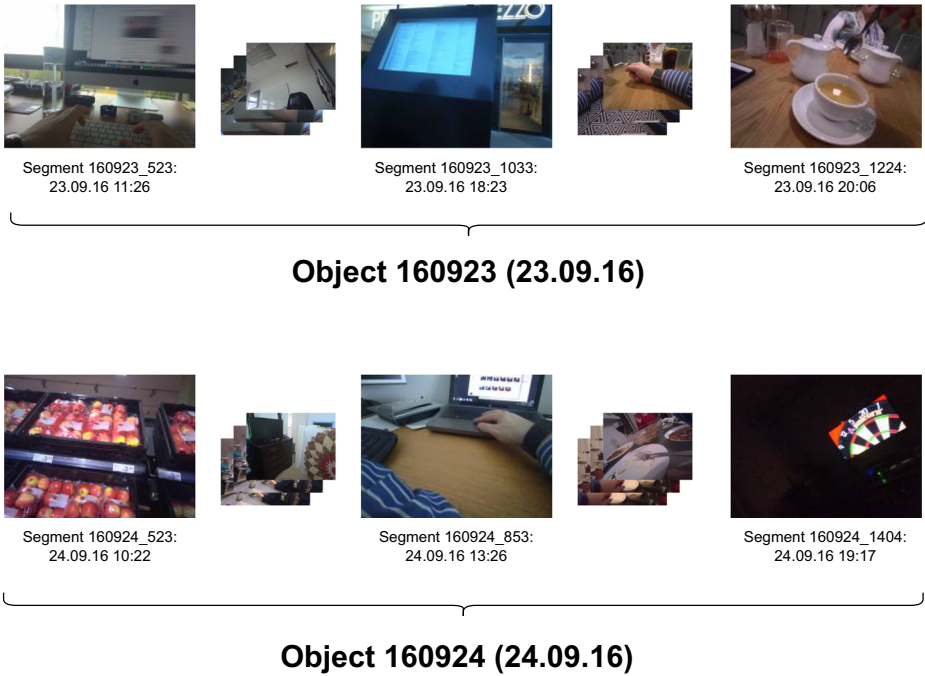 EZZO
Segment 160923_523:
23.09.16 11:26
Segment 160923_1033:
23.09.16 18:23
Segment 160923_1224:
23.09.16 20:06
Object 160923 (23.09.16)
Segment 160924_523:
24.09.16 10:22
Segment 160924_853:
24.09.16 13:26
Segment 160924_1404:
24.09.16 19:17
Object 160924 (24.09.16)